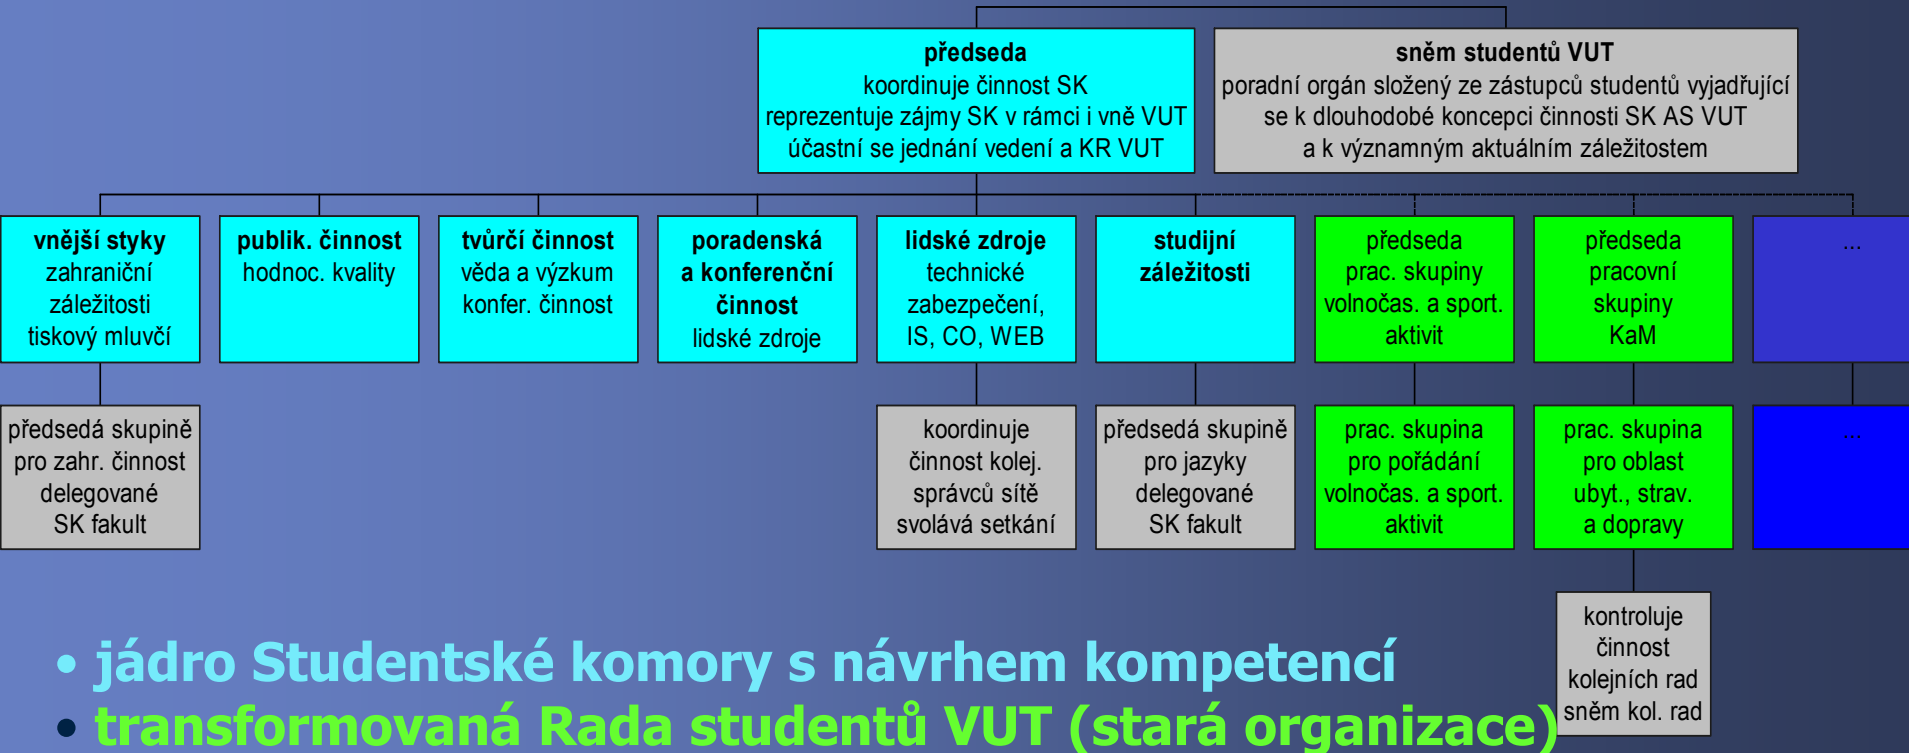 předseda
koordinuje činnost SK
reprezentuje zájmy SK v rámci i vně VUT
účastní se jednání vedení a KR VUT
sněm studentů VUT
poradní orgán složený ze zástupců studentů vyjadřující
se k dlouhodobé koncepci činnosti SK AS VUT
a k významným aktuálním záležitostem
vnější styky
zahraniční
záležitosti
tiskový mluvčí
publik. činnost
hodnoc. kvality
tvůrčí činnost
věda a výzkum
konfer. činnost
poradenská
a konferenční
činnost
lidské zdroje
lidské zdroje
technické
zabezpečení,
IS, CO, WEB
studijní
záležitosti
předseda
prac. skupiny
volnočas. a sport.
aktivit
předseda
pracovní
skupiny
KaM
...
předsedá skupině
pro zahr. činnost
delegované
SK fakult
koordinuje
činnost kolej.
správců sítě
svolává setkání
předsedá skupině
pro jazyky
delegované
SK fakult
prac. skupina
pro pořádání
volnočas. a sport.
aktivit
prac. skupina
pro oblast
ubyt., strav.
a dopravy
...
kontroluje
činnost
kolejních rad
sněm kol. rad
• jádro Studentské komory s návrhem kompetencí
• transformovaná Rada studentů VUT (stará organizace)